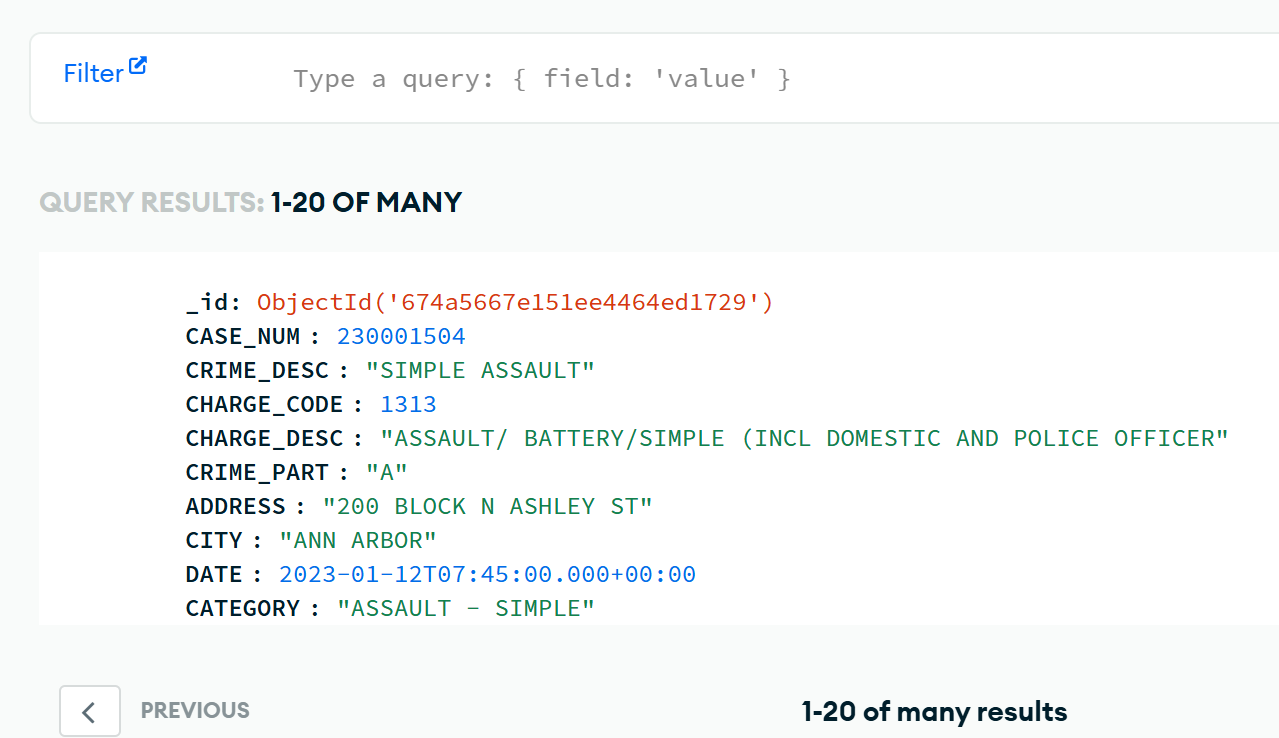 Filter
Type a query: { field: 'value' }
QUERY RESULTS: 1-20 OF MANY
_id: ObjectId('674a5667e151ee4464ed1729')
CASE_NUM : 230001504
CRIME_DESC : "SIMPLE ASSAULT"
CHARGE_CODE : 1313
CHARGE_DESC : "ASSAULT/ BATTERY/SIMPLE (INCL DOMESTIC AND POLICE OFFICER"
CRIME_PART : "A"
ADDRESS : "200 BLOCK N ASHLEY ST"
CITY : "ANN ARBOR"
DATE : 2023-01-12T07:45:00.000+00:00
CATEGORY : "ASSAULT - SIMPLE"
PREVIOUS
1-20 of many results